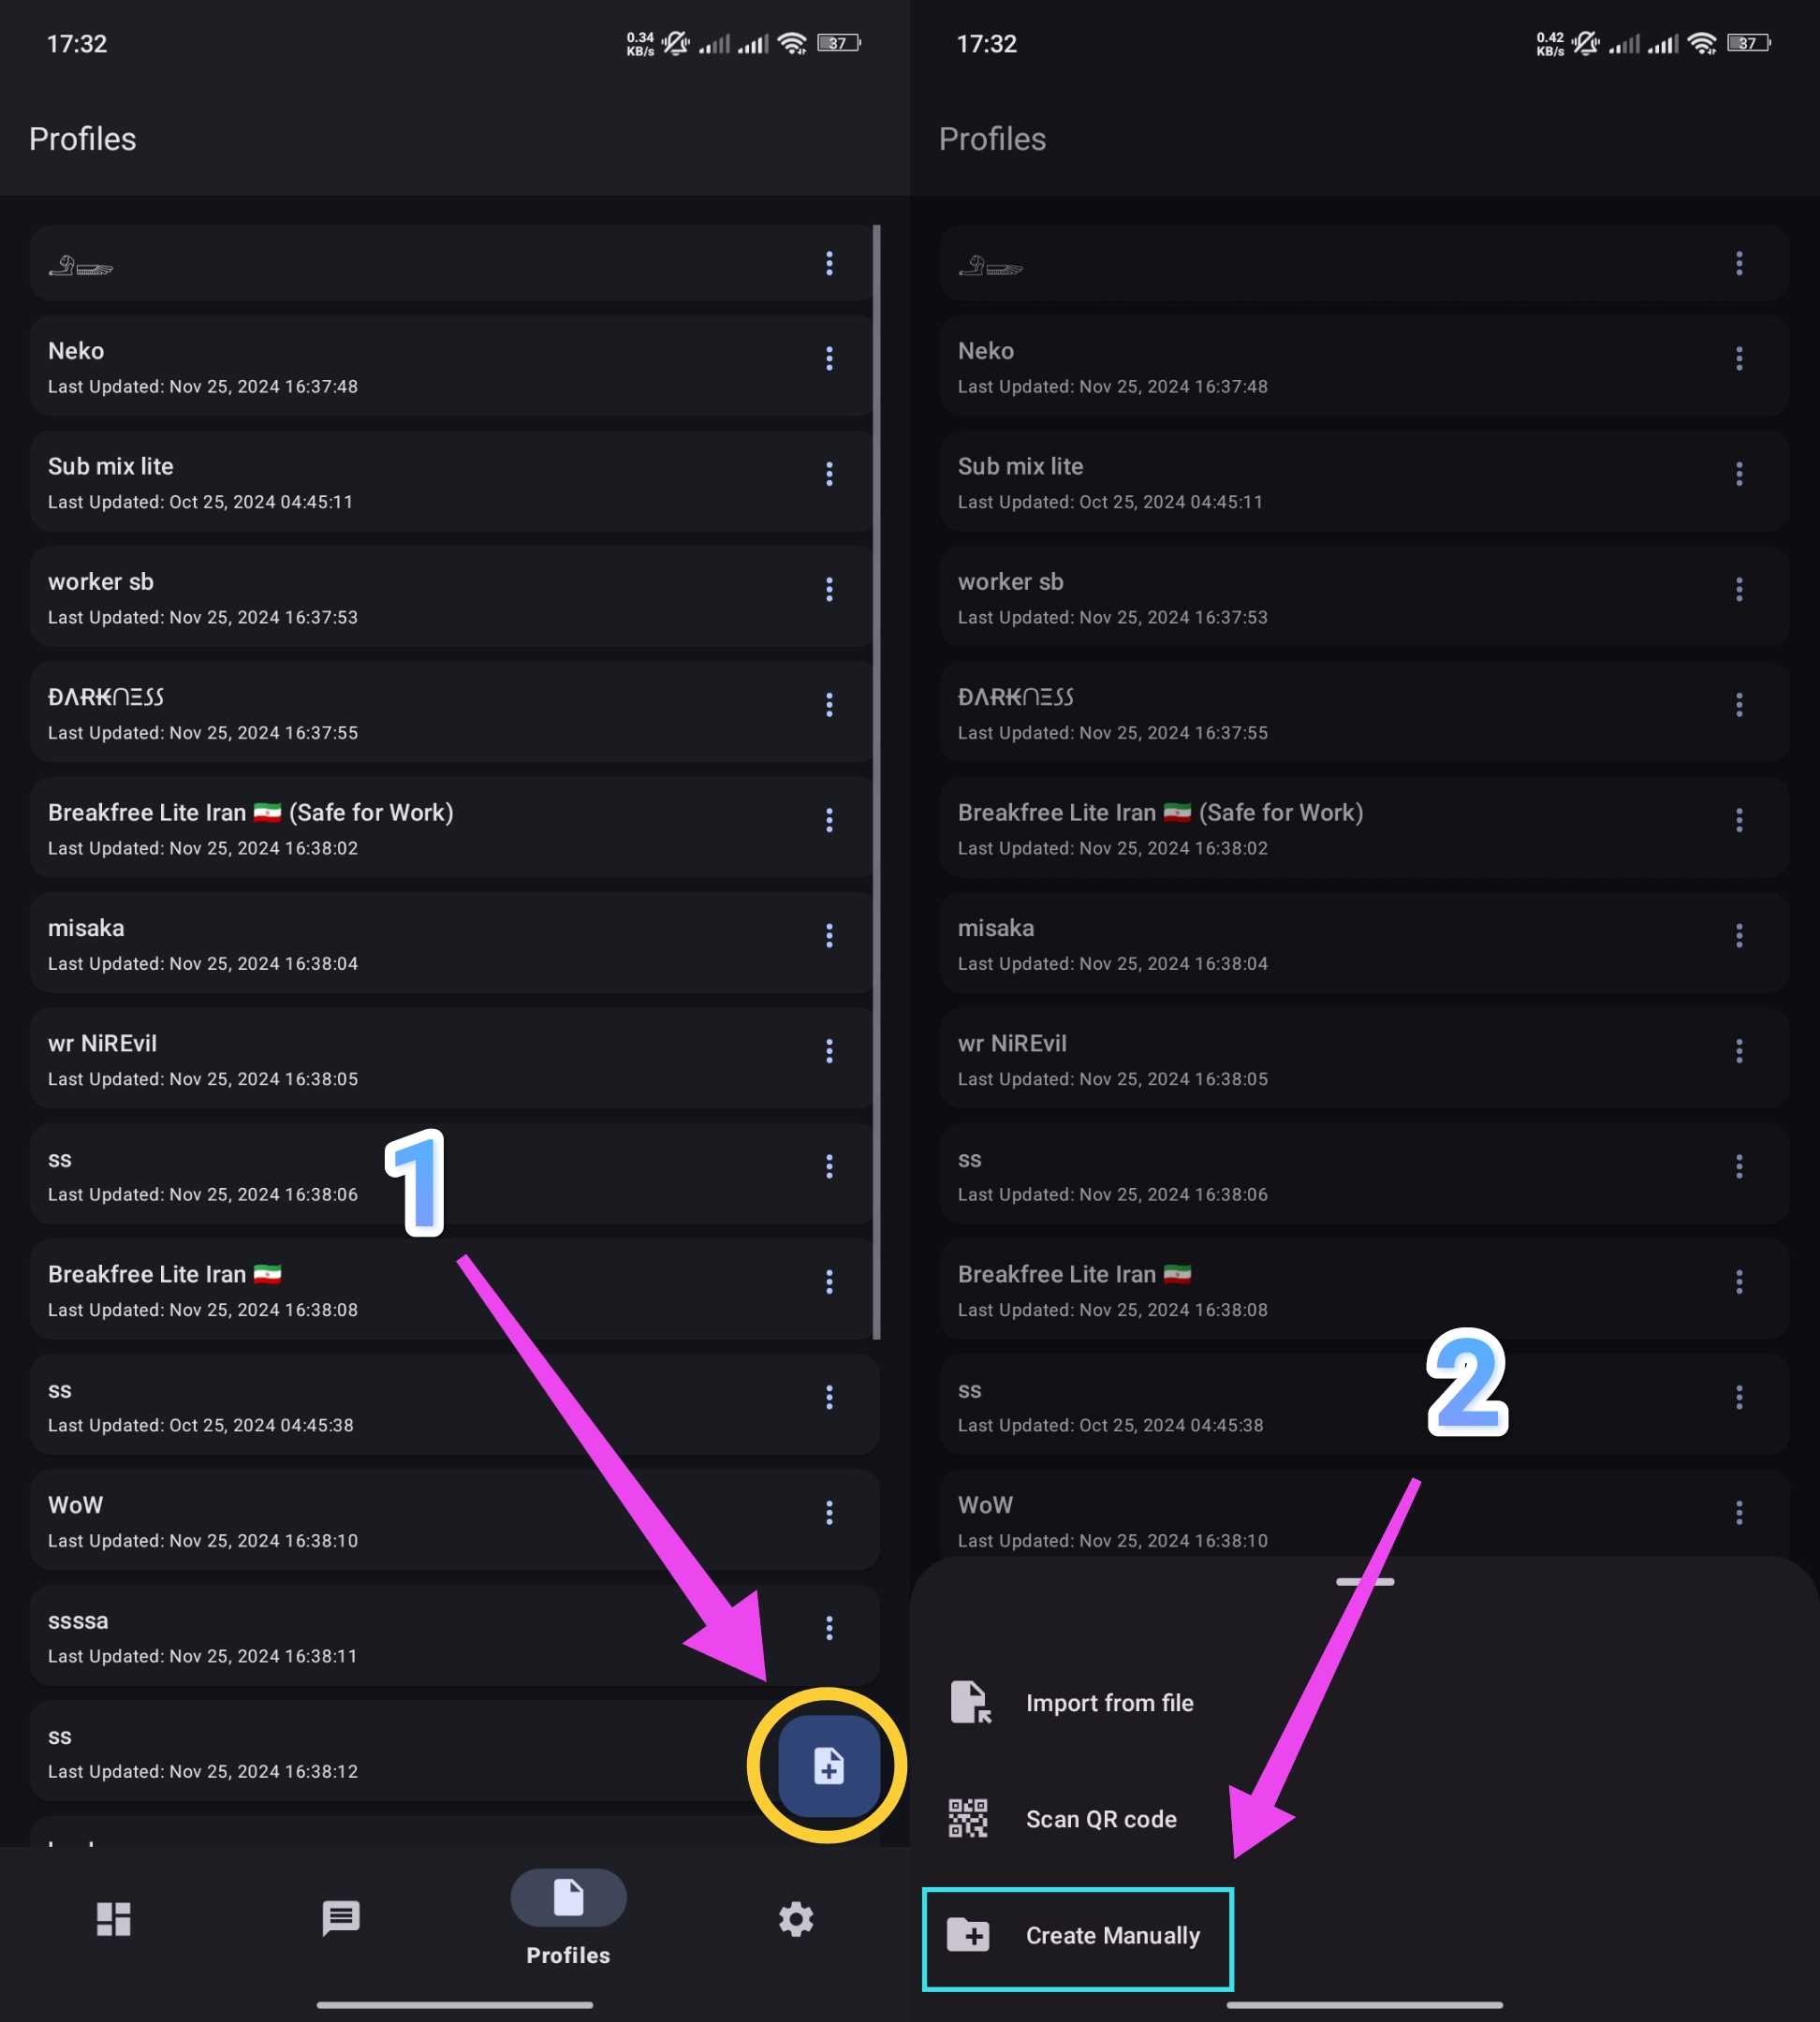 17:32
0.34
KB/s
37
Profiles
Neko
Last Updated: Nov 25, 2024 16:37:48
Sub mix lite
Last Updated: Oct 25, 2024 04:45:11
worker sb
Last Updated: Nov 25, 2024 16:37:53
ÐΛɌꓘ∩ΞSS
Last Updated: Nov 25, 2024 16:37:55
Breakfree Lite Iran 🇮🇷 (Safe for Work)
Last Updated: Nov 25, 2024 16:38:02
misaka
Last Updated: Nov 25, 2024 16:38:04
wr NiREvil
Last Updated: Nov 25, 2024 16:38:05
ss
Last Updated: Nov 25, 2024 16:38:06
1
Breakfree Lite Iran 🇮🇷
Last Updated: Nov 25, 2024 16:38:08
ss
Last Updated: Oct 25, 2024 04:45:38
WoW
Last Updated: Nov 25, 2024 16:38:10
ssssa
Last Updated: Nov 25, 2024 16:38:11
ss
Last Updated: Nov 25, 2024 16:38:12
Profiles
17:32
0.42
KB/s
37
Profiles
Neko
Last Updated: Nov 25, 2024 16:37:48
Sub mix lite
Last Updated: Oct 25, 2024 04:45:11
worker sb
Last Updated: Nov 25, 2024 16:37:53
ÐΛɌꓘ∩ΞSS
Last Updated: Nov 25, 2024 16:37:55
Breakfree Lite Iran 🇮🇷 (Safe for Work)
Last Updated: Nov 25, 2024 16:38:02
misaka
Last Updated: Nov 25, 2024 16:38:04
wr NiREvil
Last Updated: Nov 25, 2024 16:38:05
ss
Last Updated: Nov 25, 2024 16:38:06
Breakfree Lite Iran 🇮🇷
Last Updated: Nov 25, 2024 16:38:08
ss
Last Updated: Oct 25, 2024 04:45:38
2
WoW
Last Updated: Nov 25, 2024 16:38:10
Import from file
Scan QR code
Create Manually